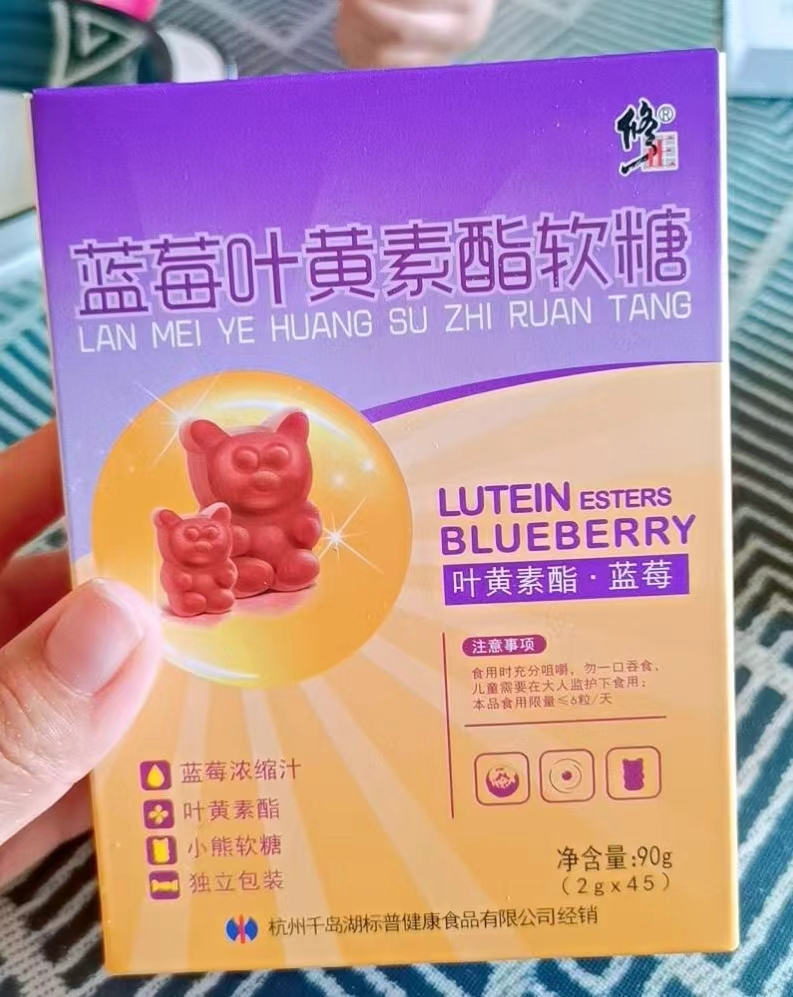 修
®
蓝莓叶黄素酯软糖
LAN MEI YE HUANG SU ZHI RUAN TANG
LUTEIN ESTERS
BLUEBERRY
叶黄素酯·蓝莓
注意事项
食用时充分咀嚼，勿一口吞食、
儿童需要在大人监护下食用；
本品食用限量≤6粒/天
蓝莓浓缩汁
叶黄素酯
小熊软糖
独立包装
净含量:90g
(2gx45)
杭州千岛湖标普健康食品有限公司经销